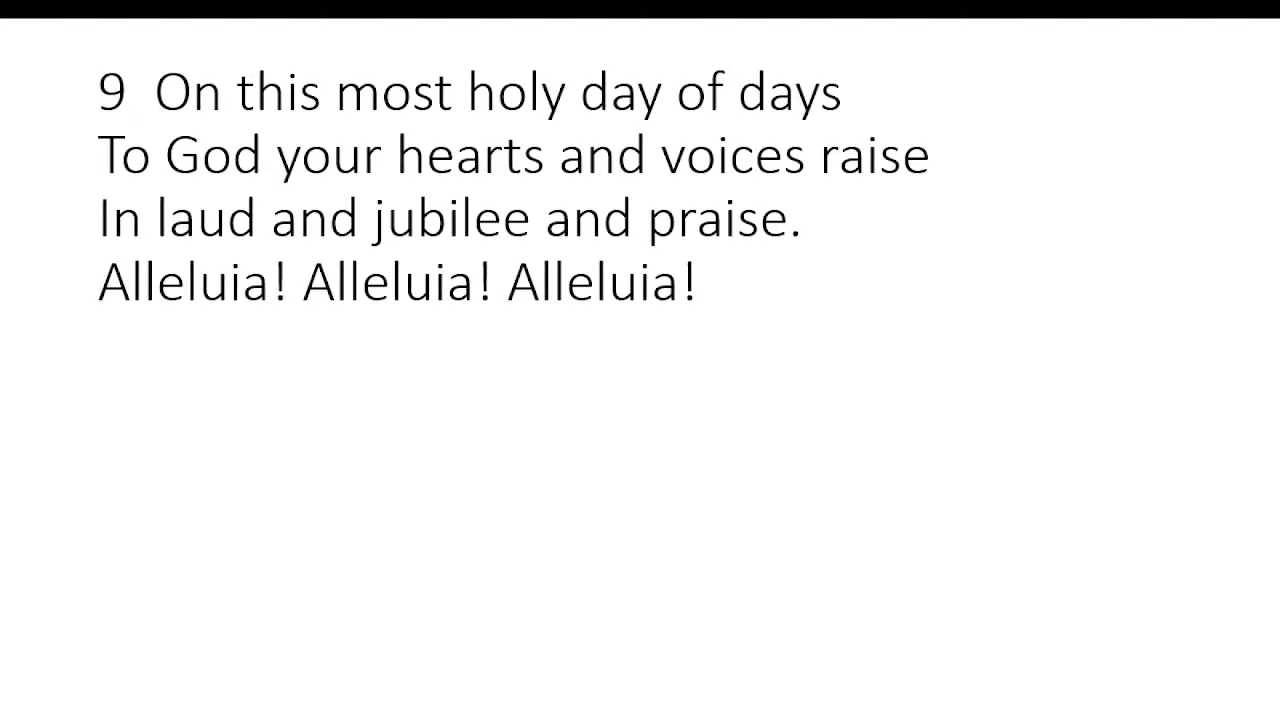 9  On this most holy day of days
To God your hearts and voices raise
In laud and jubilee and praise.
Alleluia! Alleluia! Alleluia!